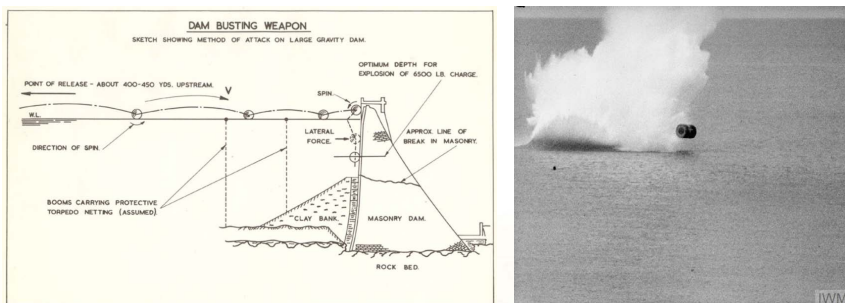 DAM BUSTING WEAPON
SKETCH SHOWING METHOD OF ATTACK ON LARGE GRAVITY DAM.
OPTIMUM DEPTH FOR
EXPLOSION OF 6500 LB. CHARGE.
POINT OF RELEASE - ABOUT 400-450 YDS. UPSTREAM.
V
SPIN.
W.L.
LATERAL
FORCE.
APPROX. LINE OF
BREAK IN MASONRY.
DIRECTION OF SPIN.
BOOMS CARRYING PROTECTIVE
TORPEDO NETTING (ASSUMED).
CLAY BANK.
MASONRY DAM.
ROCK BED.
IWM